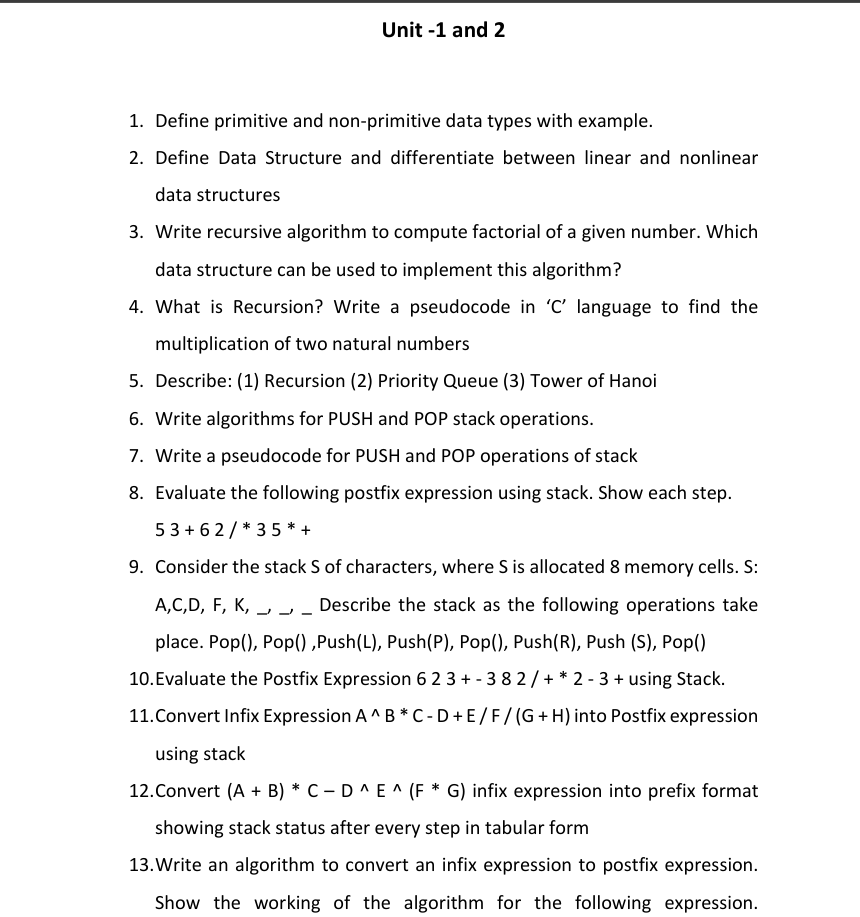 Unit -1 and 2
1. Define primitive and non-primitive data types with example.
2. Define Data Structure and differentiate between linear and nonlinear
data structures
3. Write recursive algorithm to compute factorial of a given number. Which
data structure can be used to implement this algorithm?
4. What is Recursion? Write a pseudocode in ‘C’ language to find the
multiplication of two natural numbers
5. Describe: (1) Recursion (2) Priority Queue (3) Tower of Hanoi
6. Write algorithms for PUSH and POP stack operations.
7. Write a pseudocode for PUSH and POP operations of stack
8. Evaluate the following postfix expression using stack. Show each step.
5 3 + 6 2 / * 3 5 * +
9. Consider the stack S of characters, where S is allocated 8 memory cells. S:
A,C,D, F, K, _, _, _ Describe the stack as the following operations take
place. Pop(), Pop() ,Push(L), Push(P), Pop(), Push(R), Push (S), Pop()
10.Evaluate the Postfix Expression 6 2 3 + - 3 8 2 / + * 2 - 3 + using Stack.
11.Convert Infix Expression A ^ B * C - D + E / F / (G + H) into Postfix expression
using stack
12.Convert (A + B) * C – D ^ E ^ (F * G) infix expression into prefix format
showing stack status after every step in tabular form
13.Write an algorithm to convert an infix expression to postfix expression.
Show the working of the algorithm for the following expression.